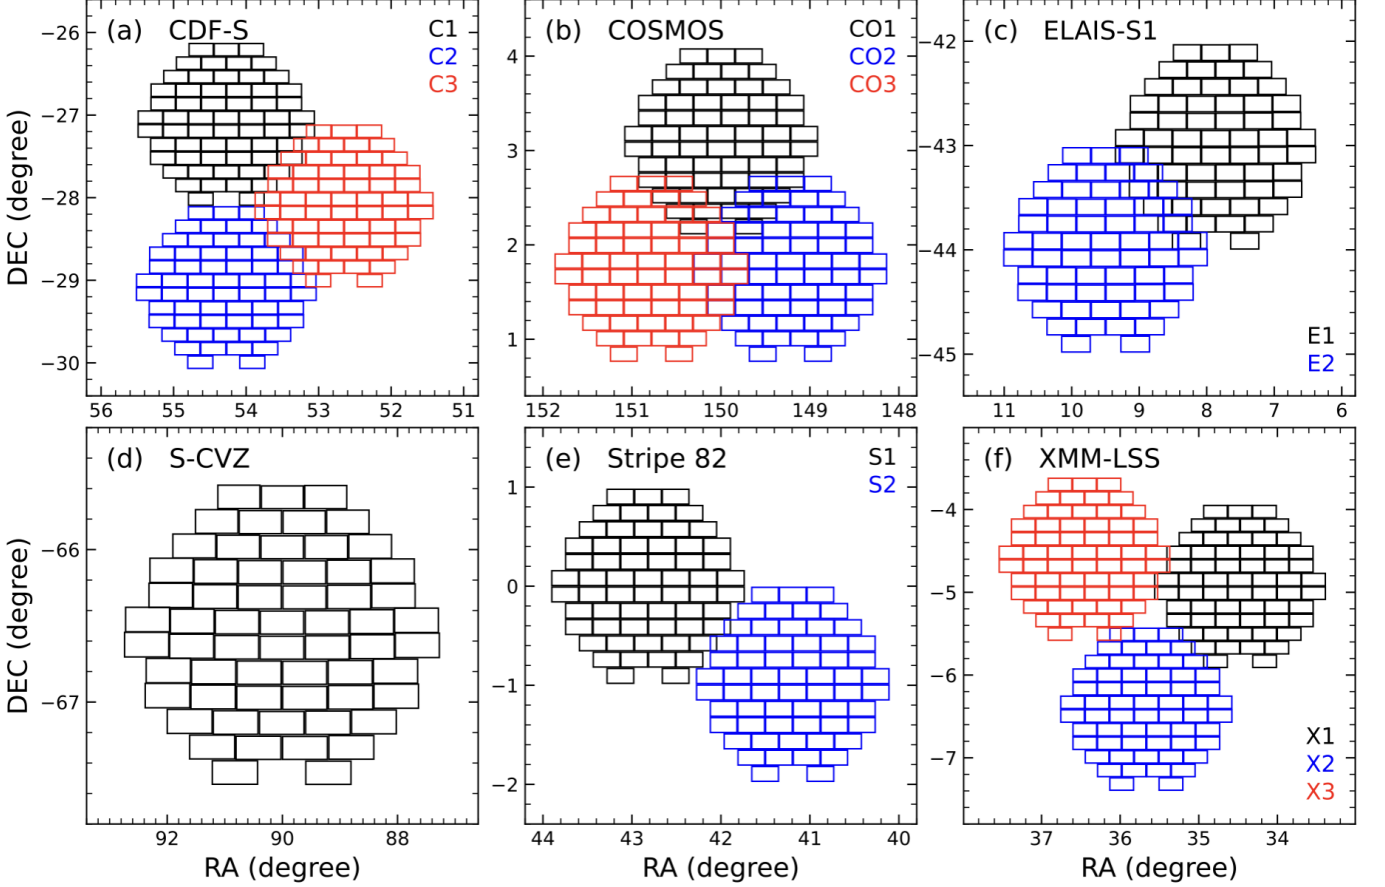 (a) CDF-S
C1
C2
C3
−26
−27
−28
−29
−30
DEC (degree)
56 55 54 53 52 51
(b) COSMOS
CO1
CO2
CO3
4
3
2
1
152 151 150 149 148
(c) ELAIS-S1
E1
E2
−42
−43
−44
−45
11 10 9 8 7 6
(d) S-CVZ
−66
−67
DEC (degree)
92 90 88
RA (degree)
(e) Stripe 82
S1
S2
1
0
−1
−2
44 43 42 41 40
RA (degree)
(f) XMM-LSS
X1
X2
X3
−4
−5
−6
−7
37 36 35 34
RA (degree)